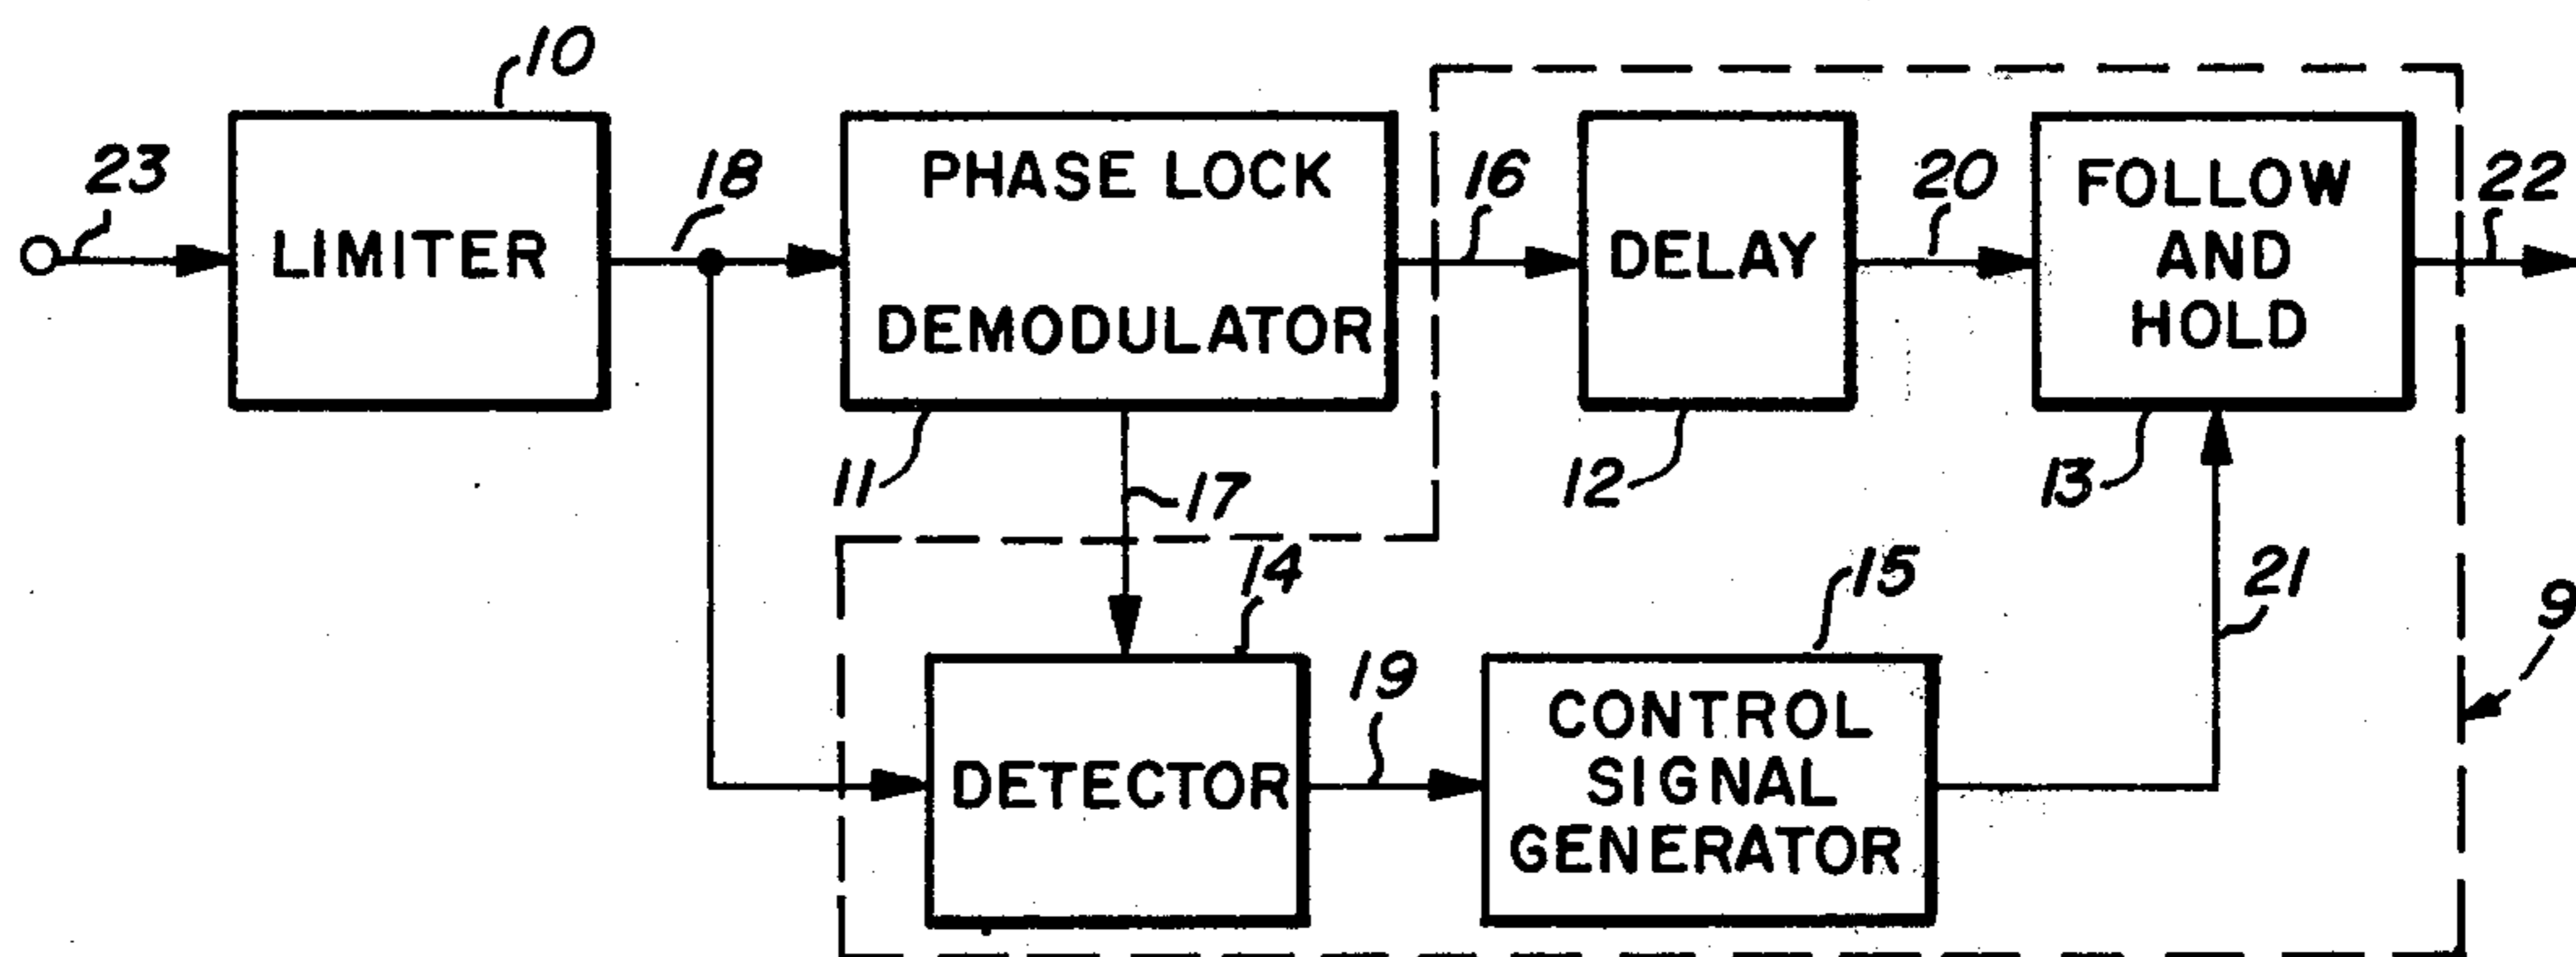 10
23
LIMITER
18
PHASE LOCK
DEMODULATOR
11
17
16
DELAY
12
20
FOLLOW
AND
HOLD
13
22
14
DETECTOR
19
15
CONTROL
SIGNAL
GENERATOR
21
9